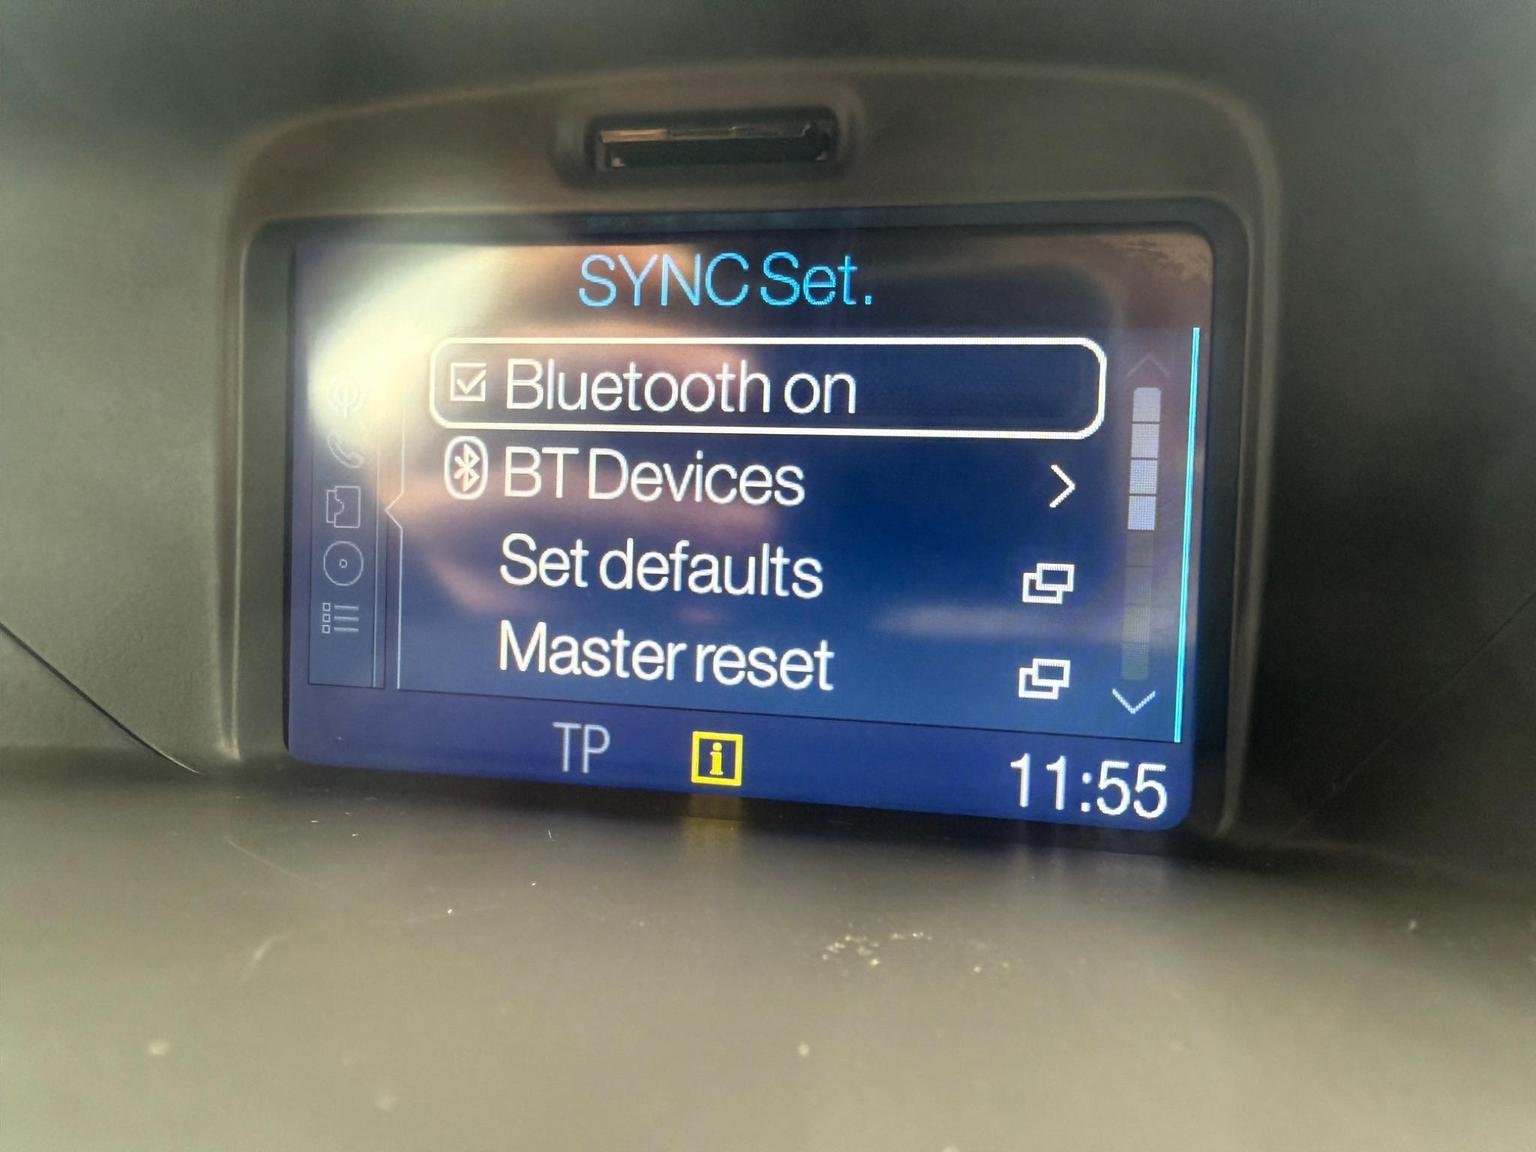 SYNC Set.
Bluetooth on
BT Devices
Set defaults
Master reset
TP
i
11:55